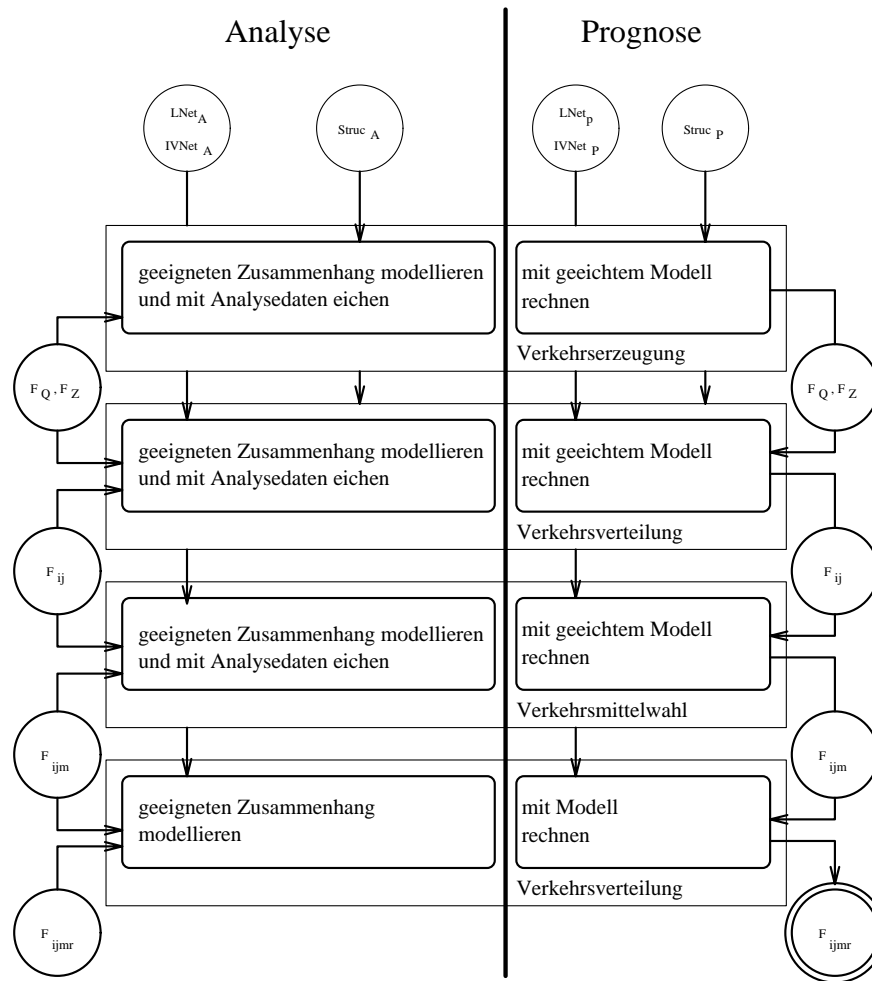 Analyse
Prognose
LNet A
IVNet A
Struc A
LNet p
IVNet P
Struc P
geeigneten Zusammenhang modellieren
und mit Analysedaten eichen
mit geeichtem Modell
rechnen
Verkehrserzeugung
F Q , F Z
F Q , F Z
geeigneten Zusammenhang modellieren
und mit Analysedaten eichen
mit geeichtem Modell
rechnen
Verkehrsverteilung
F ij
F ij
geeigneten Zusammenhang modellieren
und mit Analysedaten eichen
mit geeichtem Modell
rechnen
Verkehrsmittelwahl
F ijm
F ijm
geeigneten Zusammenhang
modellieren
mit Modell
rechnen
Verkehrsverteilung
F ijmr
F ijmr